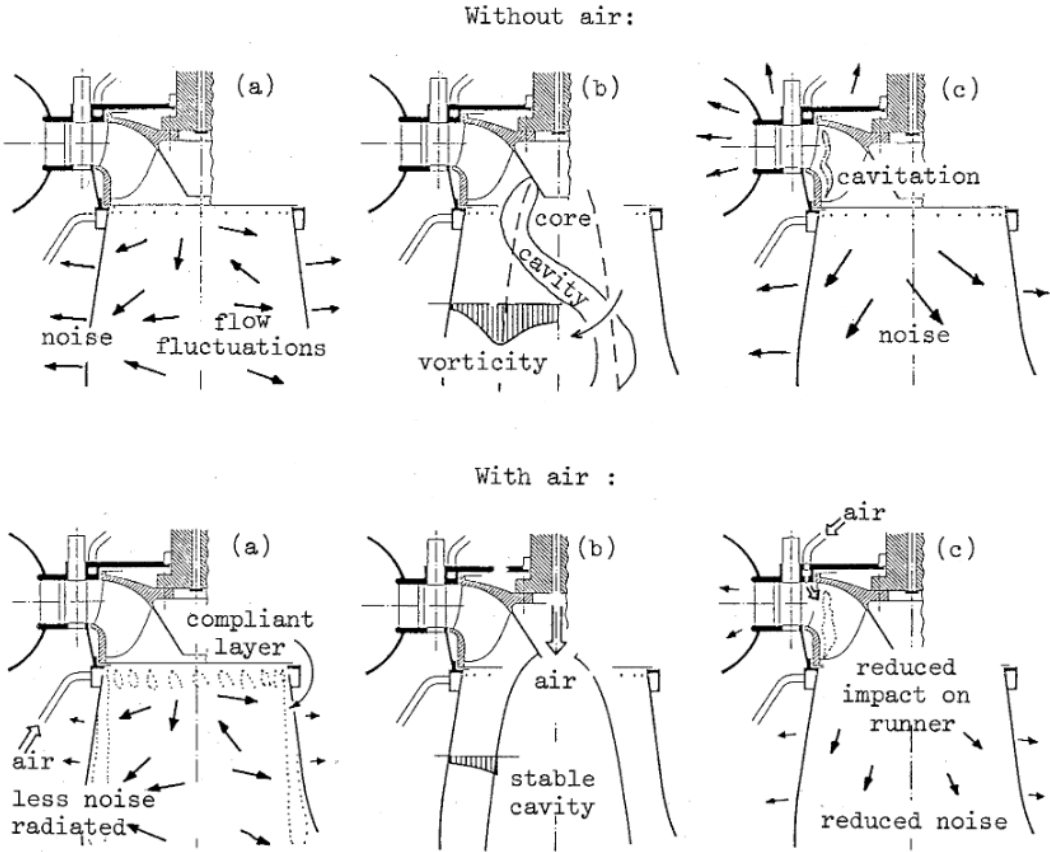 Without air:
(a)
(b)
(c)
noise
flow
fluctuations
core
cavity
vorticity
cavitation
noise
With air :
(a)
(b)
air
(c)
compliant
layer
air
less noise
radiated
air
stable
cavity
reduced
impact on
runner
reduced noise